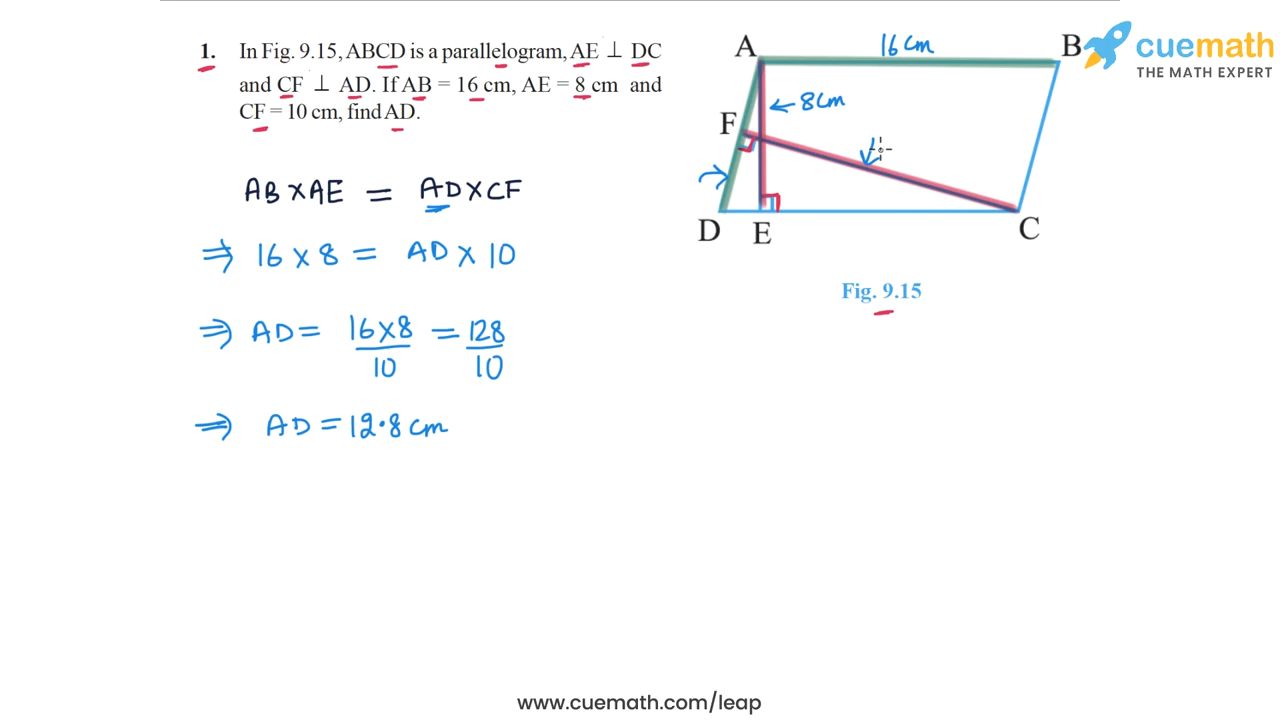 1. In Fig. 9.15, ABCD is a parallelogram, AE ⊥ DC
and CF ⊥ AD. If AB = 16 cm, AE = 8 cm and
CF = 10 cm, find AD.
AB × AE = AD × CF
⇒ 16 × 8 = AD × 10
⇒ AD = 16×8/10 = 128/10
⇒ AD = 12.8 cm
A
16 cm
B
← 8 cm
F
D
E
C
Fig. 9.15
cuemath
THE MATH EXPERT
www.cuemath.com/leap